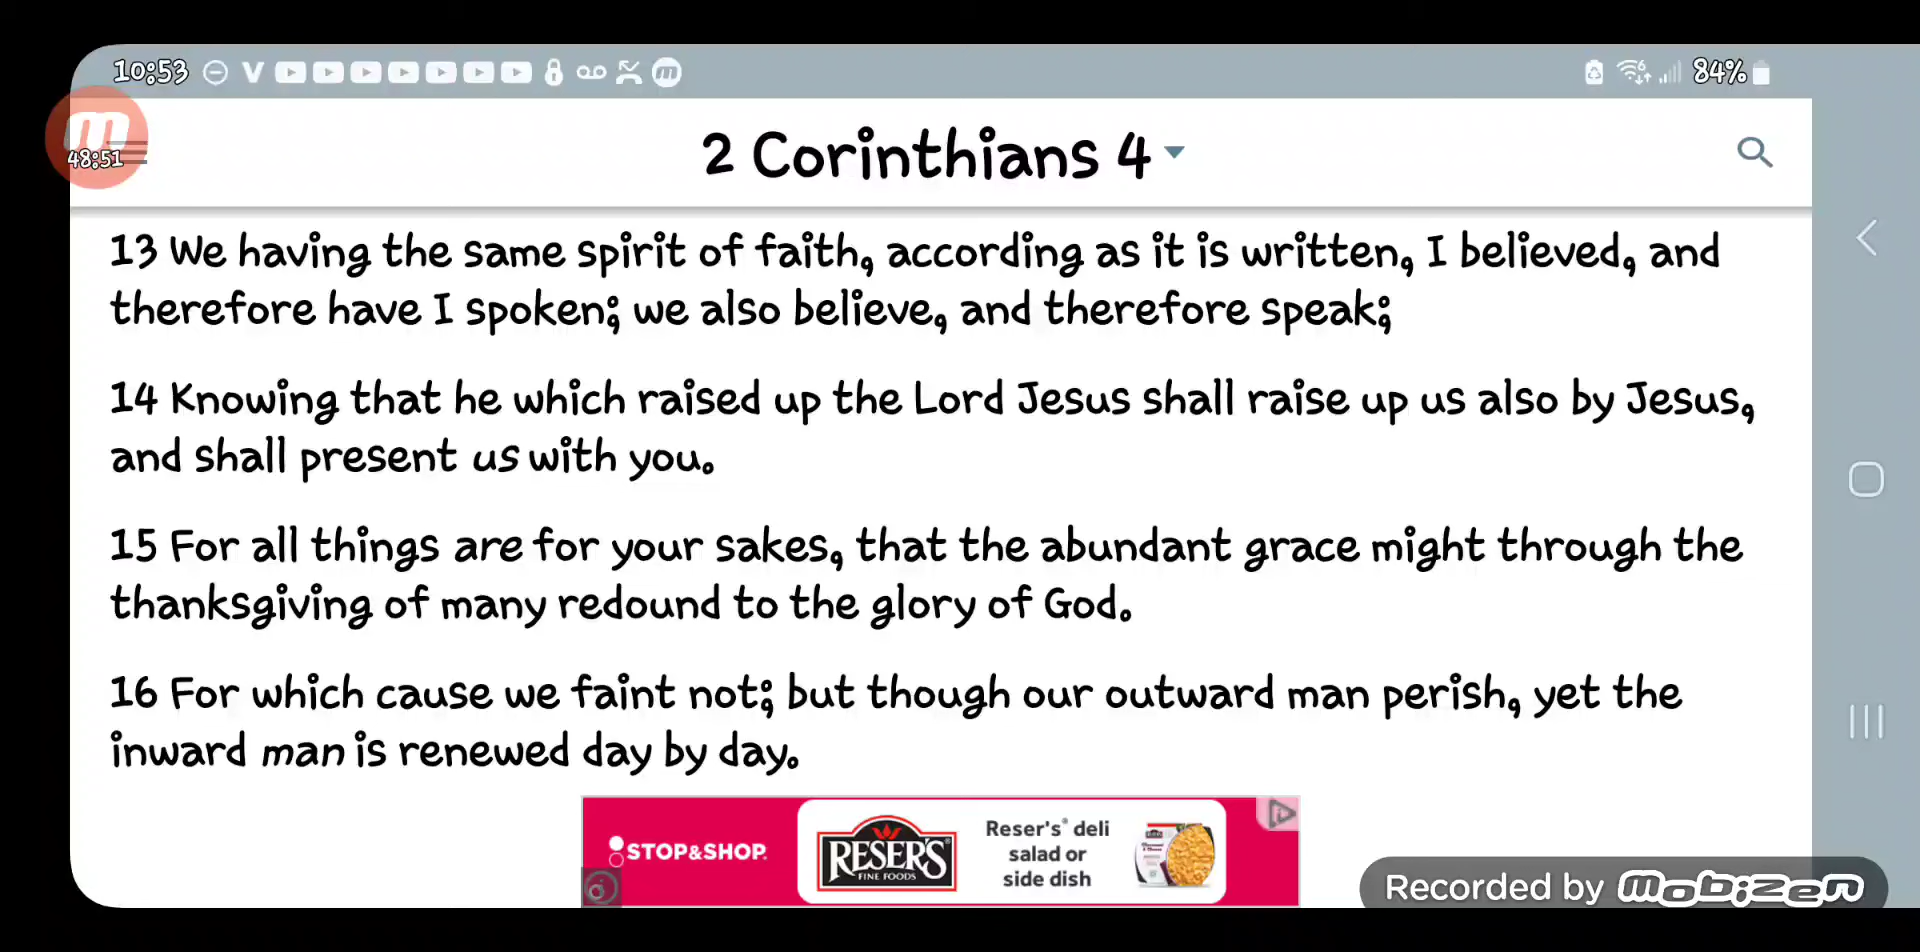 10:53 V 84%
48:51
2 Corinthians 4
13 We having the same spirit of faith, according as it is written, I believed, and
therefore have I spoken; we also believe, and therefore speak;
14 Knowing that he which raised up the Lord Jesus shall raise up us also by Jesus,
and shall present us with you.
15 For all things are for your sakes, that the abundant grace might through the
thanksgiving of many redound to the glory of God.
16 For which cause we faint not; but though our outward man perish, yet the
inward man is renewed day by day.
STOP&SHOP.
RESER'S
FINE FOODS
Reser's® deli
salad or
side dish
Recorded by mobizen